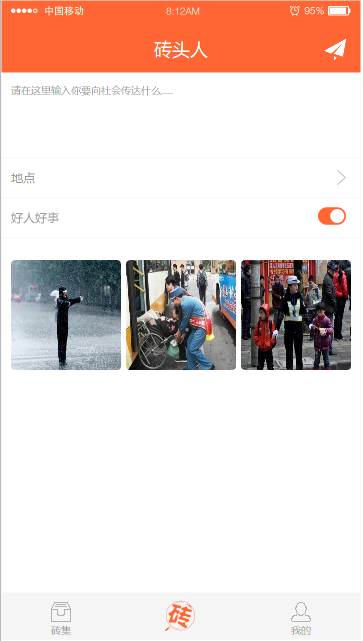 中国移动 8:12AM 95%
砖头人
请在这里输入你要向社会传达什么......
地点
好人好事
砖集
砖
我的